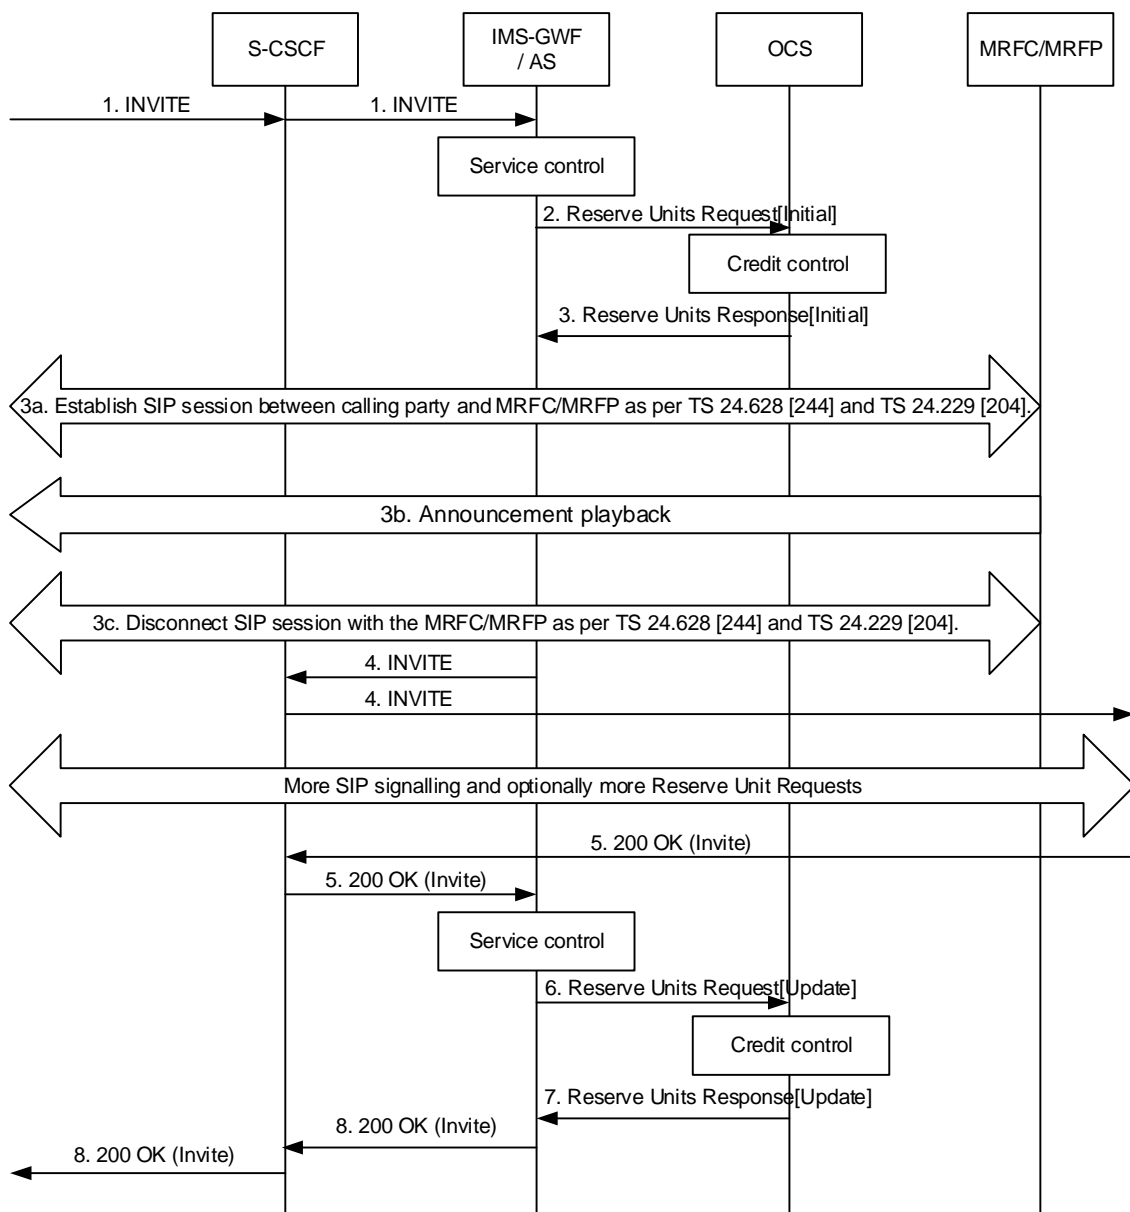 S-CSCF
IMS-GWF
/ AS
OCS
MRFC/MRFP
1. INVITE
1. INVITE
Service control
2. Reserve Units Request[Initial]
Credit control
3. Reserve Units Response[Initial]
3a. Establish SIP session between calling party and MRFC/MRFP as per TS 24.628 [244] and TS 24.229 [204].
3b. Announcement playback
3c. Disconnect SIP session with the MRFC/MRFP as per TS 24.628 [244] and TS 24.229 [204].
4. INVITE
4. INVITE
More SIP signalling and optionally more Reserve Unit Requests
5. 200 OK (Invite)
5. 200 OK (Invite)
Service control
6. Reserve Units Request[Update]
Credit control
7. Reserve Units Response[Update]
8. 200 OK (Invite)
8. 200 OK (Invite)